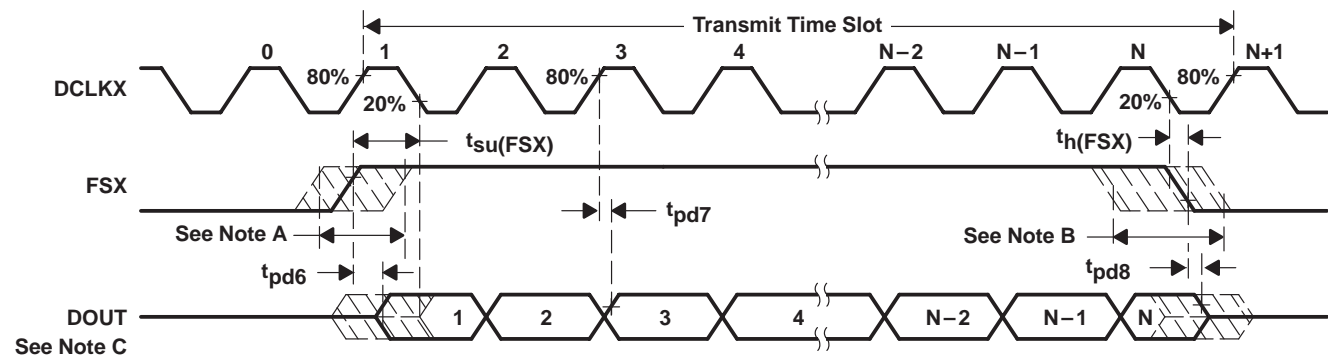 Transmit Time Slot
0 1 2 3 4 N−2 N−1 N N+1
80% 80% 80%
DCLKX
20% 20%
tsu(FSX) th(FSX)
FSX
tpd7
See Note A See Note B
tpd6 tpd8
DOUT 1 2 3 4 N−2 N−1 N
See Note C